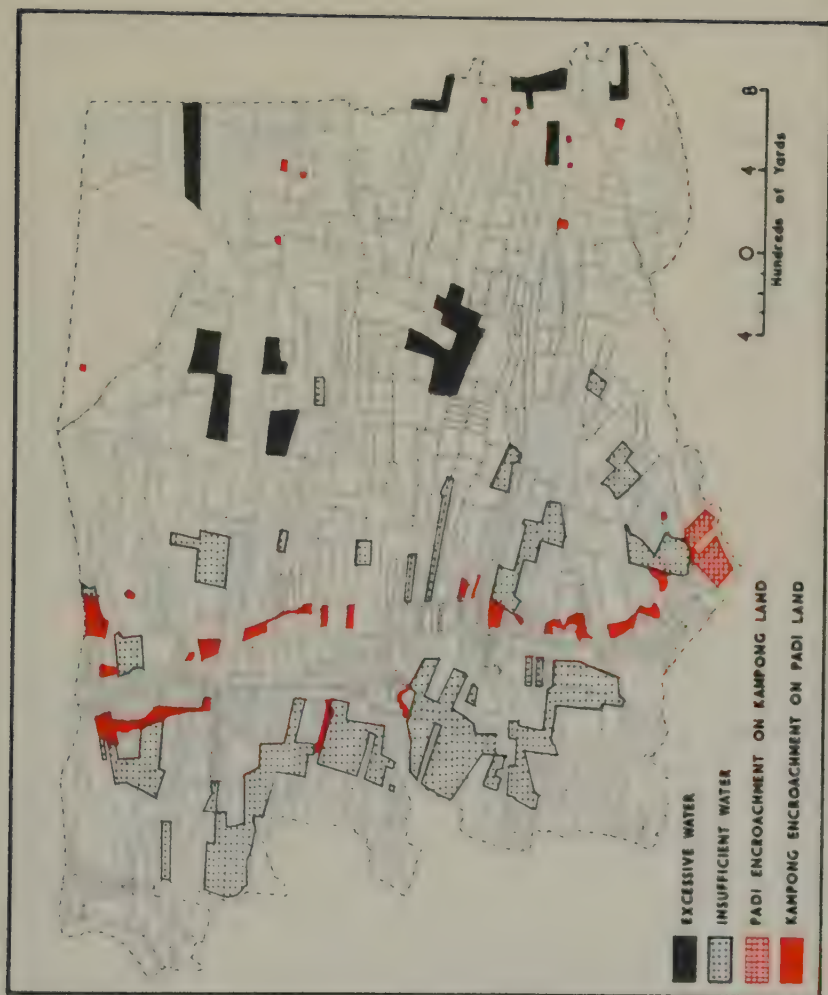 EXCESSIVE WATER
INSUFFICIENT WATER
PADI ENCROACHMENT ON KAMPONG LAND
KAMPONG ENCROACHMENT ON PADI LAND
4 0 4 8
Hundreds of Yards